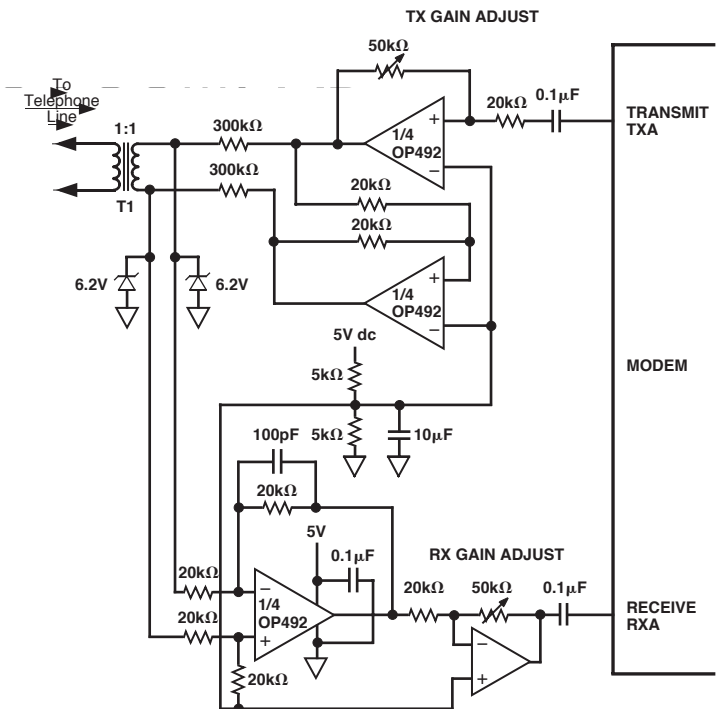 TX GAIN ADJUST
50kΩ
To
Telephone
Line
1:1
300kΩ
+
1/4
OP492
−
20kΩ
0.1µF
TRANSMIT
TXA
300kΩ
20kΩ
T1
20kΩ
6.2V
6.2V
+
1/4
OP492
−
5V dc
MODEM
5kΩ
100pF
5kΩ
10µF
20kΩ
5V
0.1µF
RX GAIN ADJUST
20kΩ
−
1/4
OP492
+
20kΩ
50kΩ
0.1µF
RECEIVE
RXA
20kΩ
−
+
20kΩ